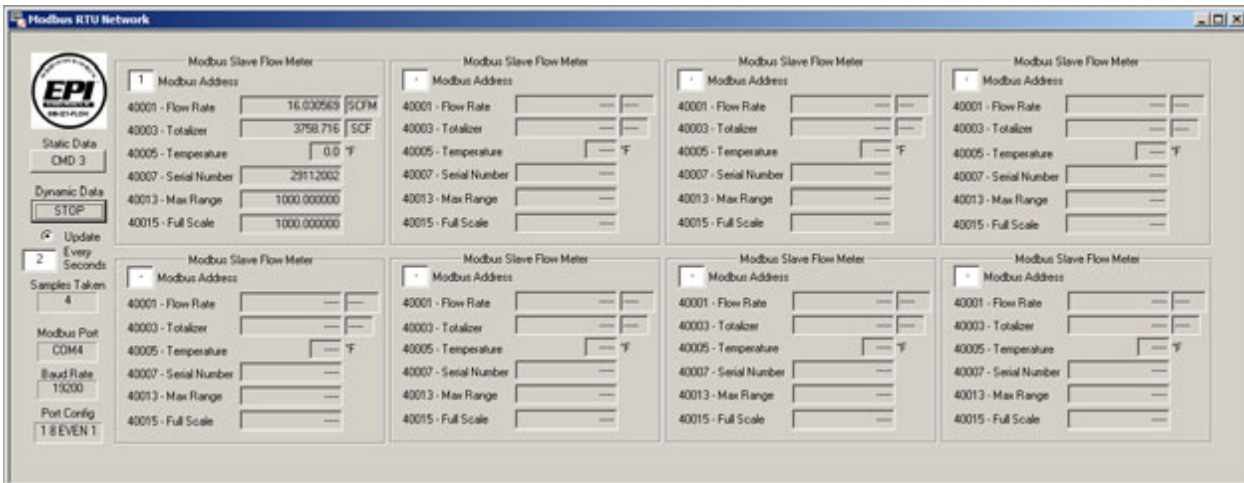 Modbus RTU Network
EPI
Static Data
CMD 3
Dynamic Data
STOP
Update
2 Every Seconds
Samples Taken
4
Modbus Port
COM4
Baud Rate
19200
Port Config
1 8 EVEN 1
Modbus Slave Flow Meter
1 Modbus Address
40001 - Flow Rate 16.030569 SCFM
40003 - Totalizer 3758.716 SCF
40005 - Temperature 0.0 °F
40007 - Serial Number 29112002
40013 - Max Range 1000.000000
40015 - Full Scale 1000.000000
Modbus Slave Flow Meter
- Modbus Address
40001 - Flow Rate --- ---
40003 - Totalizer --- ---
40005 - Temperature --- °F
40007 - Serial Number ---
40013 - Max Range ---
40015 - Full Scale ---
Modbus Slave Flow Meter
- Modbus Address
40001 - Flow Rate --- ---
40003 - Totalizer --- ---
40005 - Temperature --- °F
40007 - Serial Number ---
40013 - Max Range ---
40015 - Full Scale ---
Modbus Slave Flow Meter
- Modbus Address
40001 - Flow Rate --- ---
40003 - Totalizer --- ---
40005 - Temperature --- °F
40007 - Serial Number ---
40013 - Max Range ---
40015 - Full Scale ---
Modbus Slave Flow Meter
- Modbus Address
40001 - Flow Rate --- ---
40003 - Totalizer --- ---
40005 - Temperature --- °F
40007 - Serial Number ---
40013 - Max Range ---
40015 - Full Scale ---
Modbus Slave Flow Meter
- Modbus Address
40001 - Flow Rate --- ---
40003 - Totalizer --- ---
40005 - Temperature --- °F
40007 - Serial Number ---
40013 - Max Range ---
40015 - Full Scale ---
Modbus Slave Flow Meter
- Modbus Address
40001 - Flow Rate --- ---
40003 - Totalizer --- ---
40005 - Temperature --- °F
40007 - Serial Number ---
40013 - Max Range ---
40015 - Full Scale ---
Modbus Slave Flow Meter
- Modbus Address
40001 - Flow Rate --- ---
40003 - Totalizer --- ---
40005 - Temperature --- °F
40007 - Serial Number ---
40013 - Max Range ---
40015 - Full Scale ---